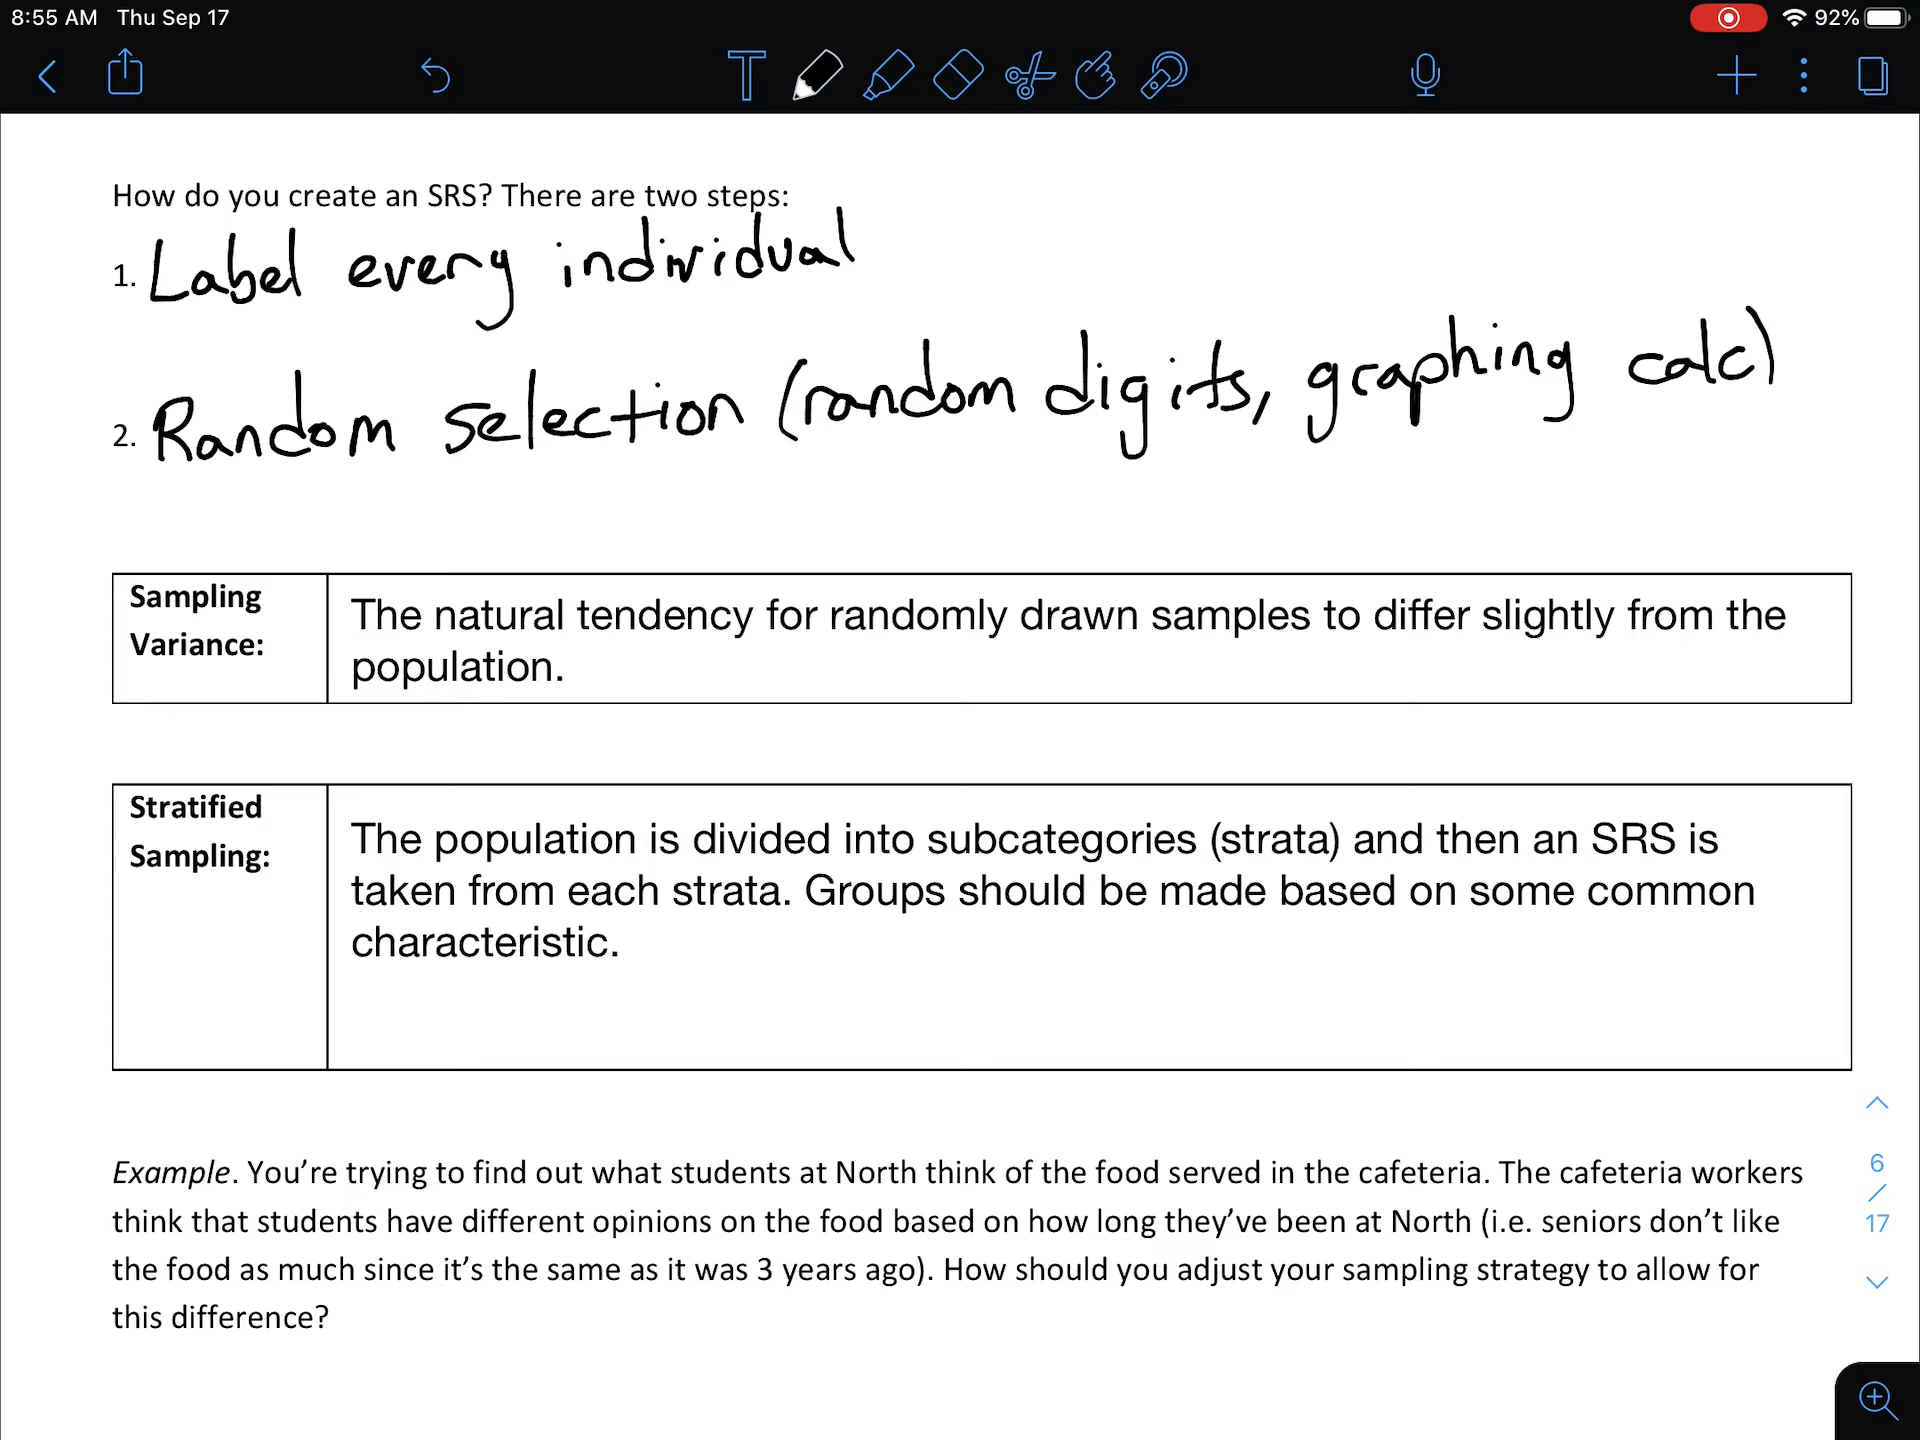 8:55 AM Thu Sep 17
92%
How do you create an SRS? There are two steps:
1. Label every individual
2. Random selection (random digits, graphing calc)
Sampling
Variance:
The natural tendency for randomly drawn samples to differ slightly from the
population.
Stratified
Sampling:
The population is divided into subcategories (strata) and then an SRS is
taken from each strata. Groups should be made based on some common
characteristic.
Example. You’re trying to find out what students at North think of the food served in the cafeteria. The cafeteria workers
think that students have different opinions on the food based on how long they’ve been at North (i.e. seniors don’t like
the food as much since it’s the same as it was 3 years ago). How should you adjust your sampling strategy to allow for
this difference?
6
/
17